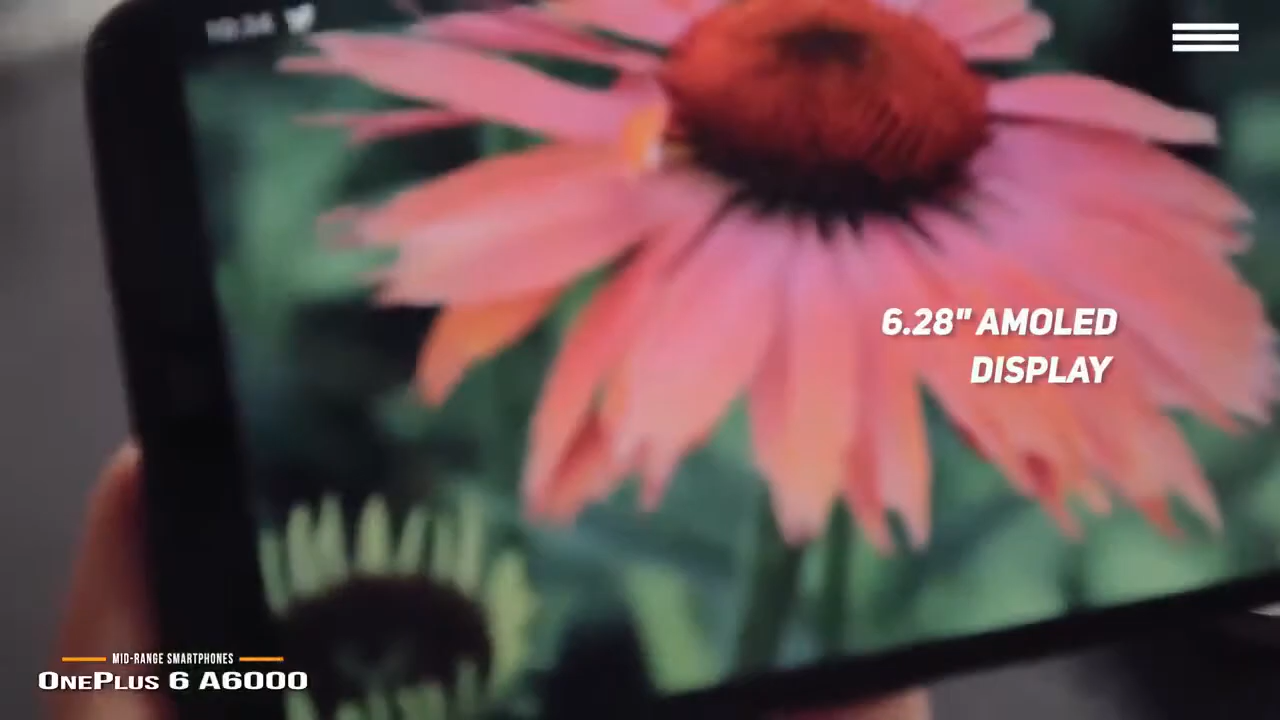 6.28" AMOLED
DISPLAY
MID-RANGE SMARTPHONES
ONEPLUS 6 A6000